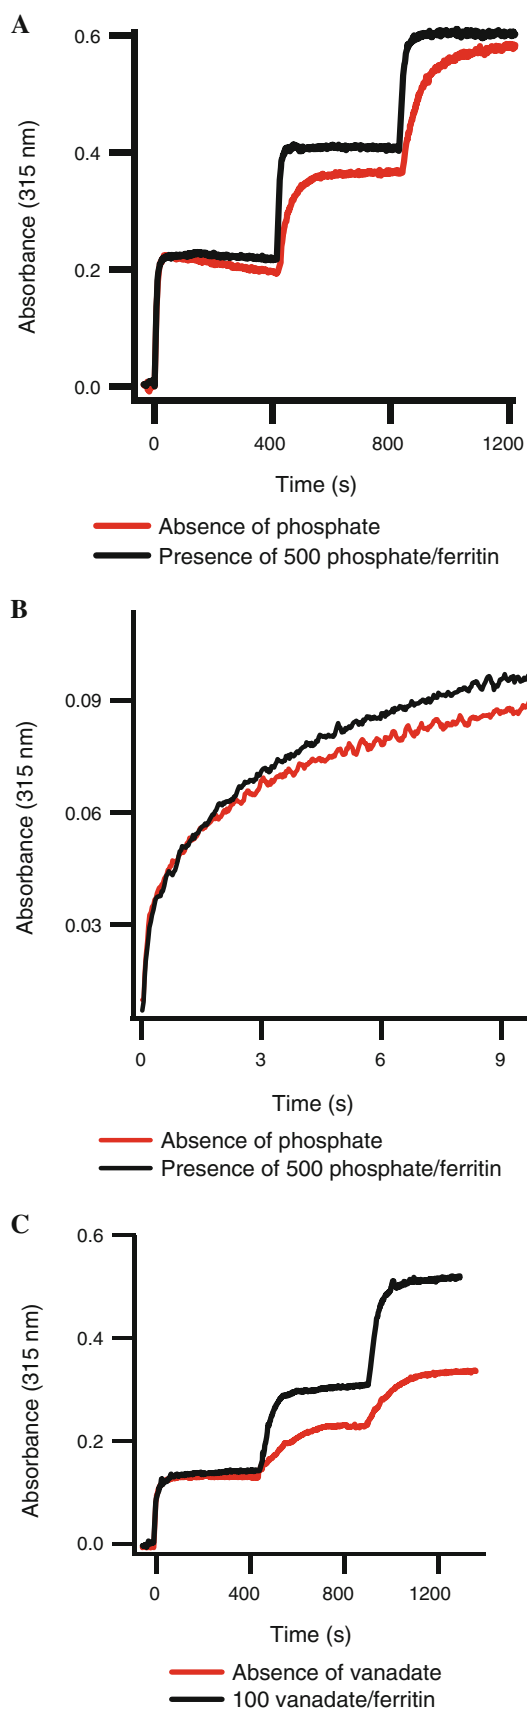 A
Absorbance (315 nm)
0.6
0.4
0.2
0.0
0 400 800 1200
Time (s)
Absence of phosphate
Presence of 500 phosphate/ferritin
B
Absorbance (315 nm)
0.09
0.06
0.03
0 3 6 9
Time (s)
Absence of phosphate
Presence of 500 phosphate/ferritin
C
Absorbance (315 nm)
0.6
0.4
0.2
0.0
0 400 800 1200
Time (s)
Absence of vanadate
100 vanadate/ferritin